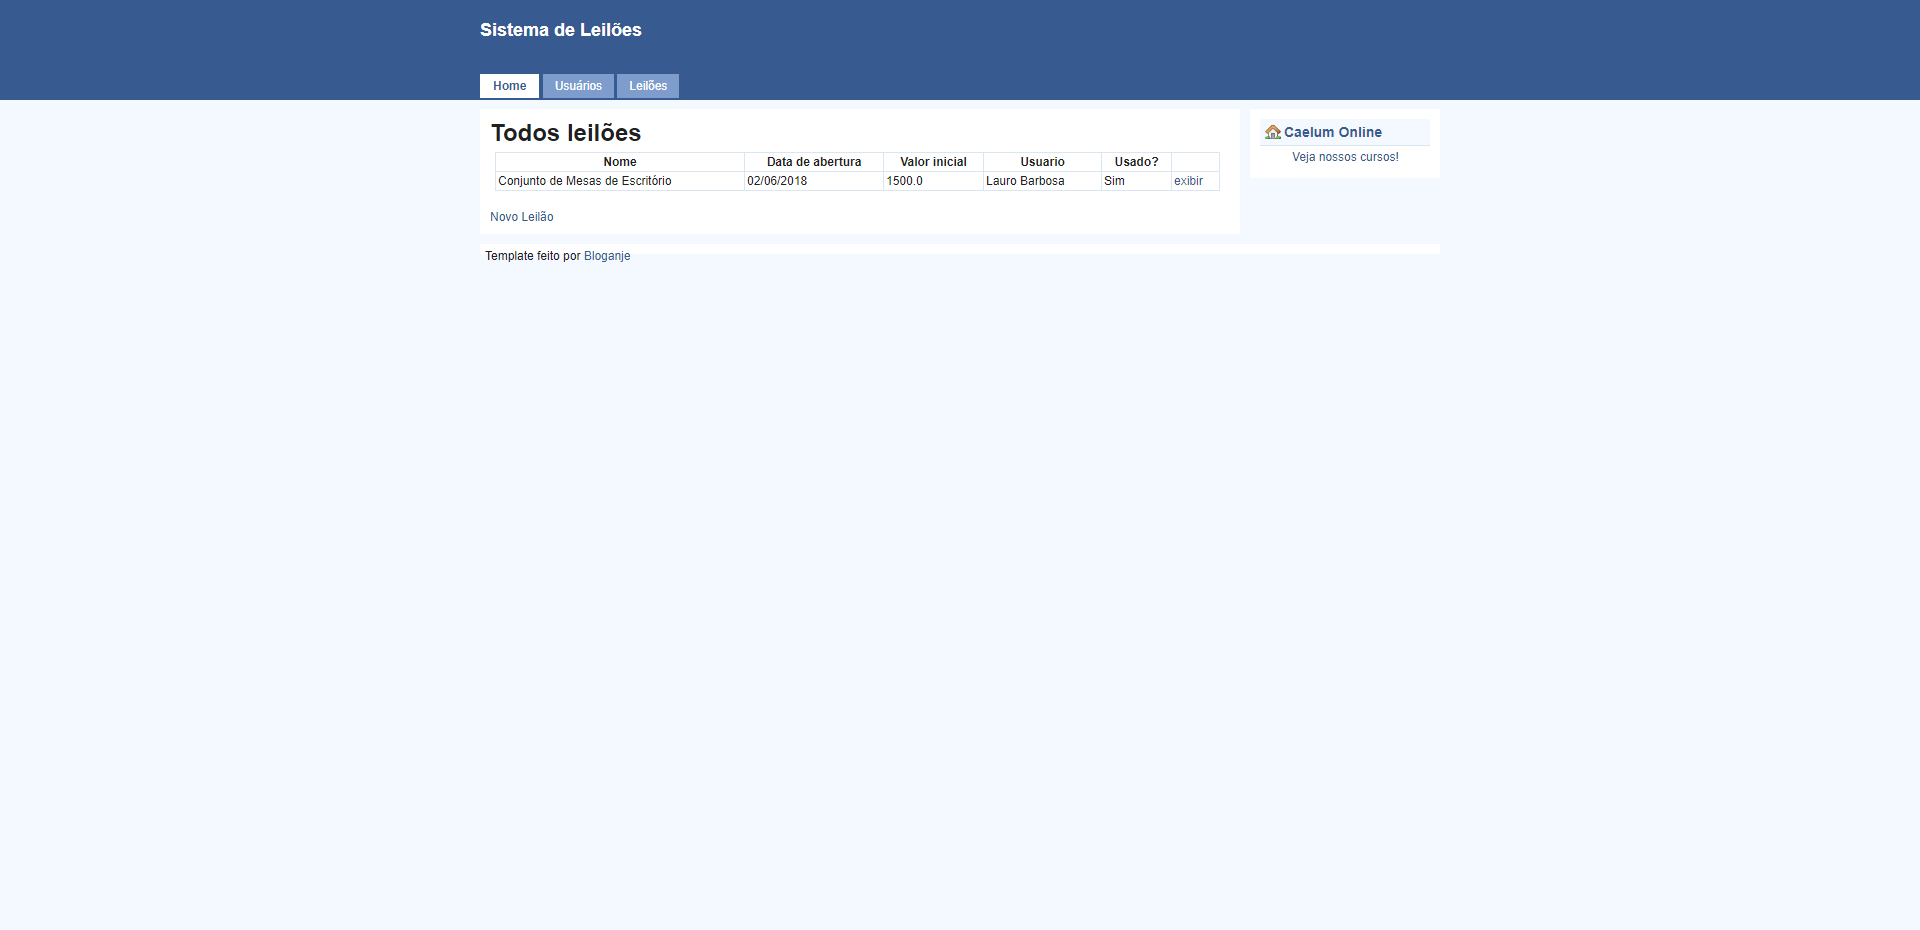 Sistema de Leilões
Home Usuários Leilões
Todos leilões
Nome Data de abertura Valor inicial Usuario Usado?
Conjunto de Mesas de Escritório 02/06/2018 1500.0 Lauro Barbosa Sim exibir
Novo Leilão
Caelum Online
Veja nossos cursos!
Template feito por Bloganje